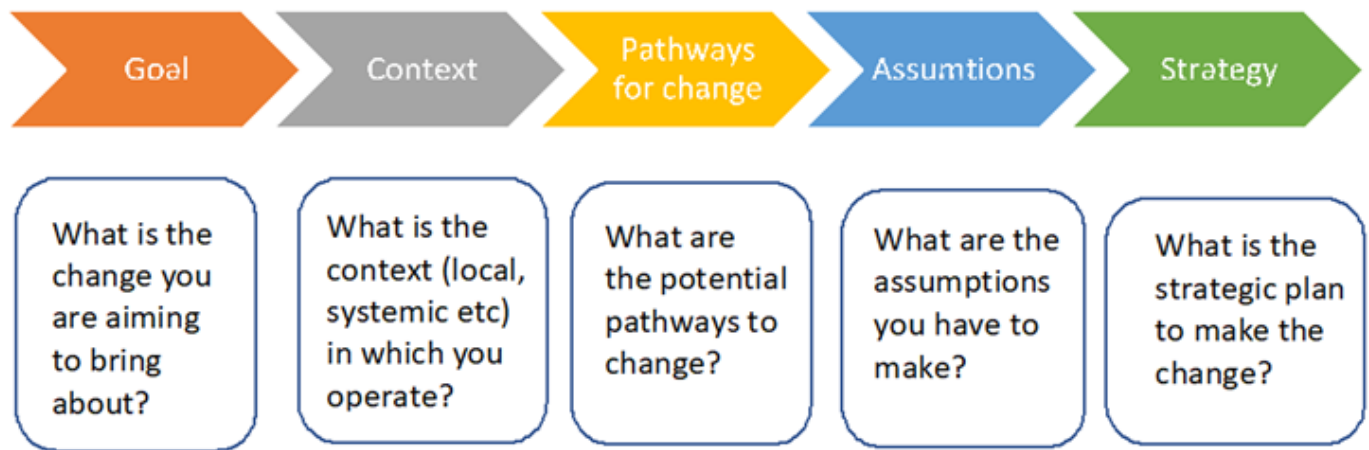 Goal
Context
Pathways
for change
Assumtions
Strategy
What is the
change you
are aiming
to bring
about?
What is the
context (local,
systemic etc)
in which you
operate?
What are
the potential
pathways to
change?
What are the
assumptions
you have to
make?
What is the
strategic plan
to make the
change?